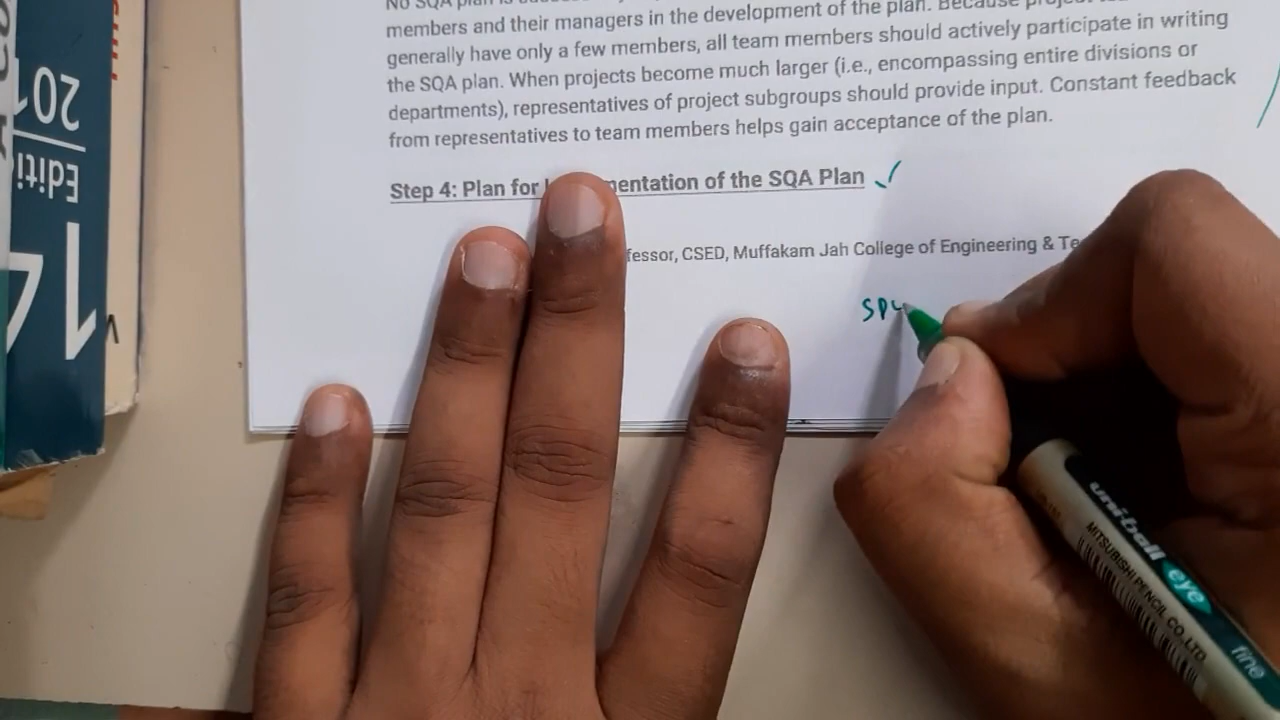 members and their managers in the development of the plan. Because
generally have only a few members, all team members should actively participate in writing
the SQA plan. When projects become much larger (i.e., encompassing entire divisions or
departments), representatives of project subgroups should provide input. Constant feedback
from representatives to team members helps gain acceptance of the plan.
Step 4: Plan for entation of the SQA Plan
fessor, CSED, Muffakam Jah College of Engineering & Te
uni-ball eye
MITSUBISHI PENCIL CO.LTD.
fine
201
Editi
14